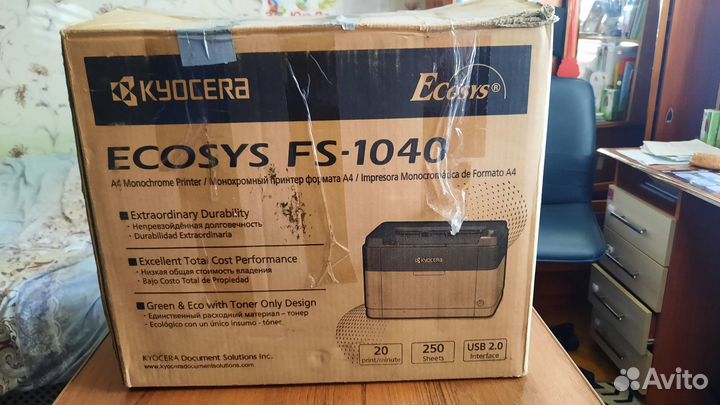 KYOCERA
ECOSYS®
ECOSYS FS-1040
A4 Monochrome Printer / Монохромный принтер формата A4 / Impresora Monocromática de Formato A4
Extraordinary Durability
- Непревзойдённая долговечность
- Durabilidad Extraordinaria
Excellent Total Cost Performance
- Низкая общая стоимость владения
- Bajo Costo Total de Propiedad
Green & Eco with Toner Only Design
- Единственный расходный материал – тонер
- Ecológico con un único insumo - tóner
KYOCERA
KYOCERA Document Solutions Inc.
www.kyoceradocumentsolutions.com
20
print/minute
250
Sheets
USB 2.0
Interface
Avito